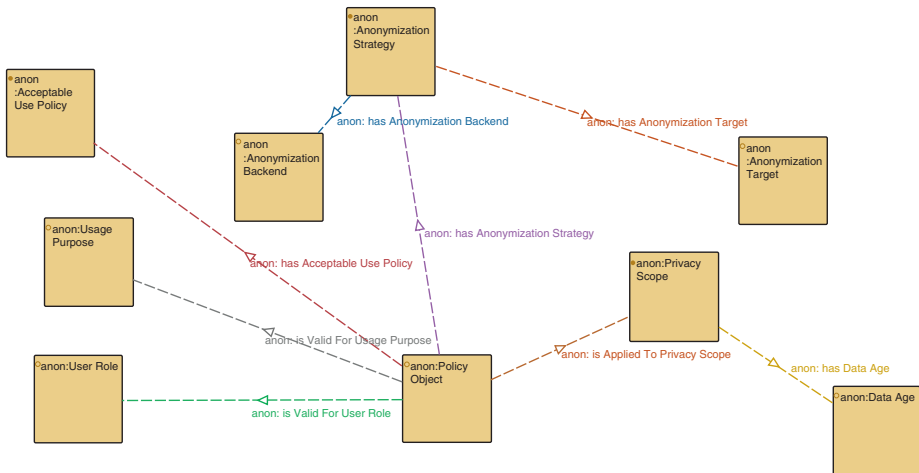 anon
:Anonymization
Strategy
anon
:Acceptable
Use Policy
anon: has Anonymization Backend
anon: has Anonymization Target
anon
:Anonymization
Backend
anon
:Anonymization
Target
anon:Usage
Purpose
anon: has Anonymization Strategy
anon: has Acceptable Use Policy
anon:Privacy
Scope
anon: is Valid For Usage Purpose
anon: is Applied To Privacy Scope
anon:User Role
anon:Policy
Object
anon: has Data Age
anon:Data Age
anon: is Valid For User Role